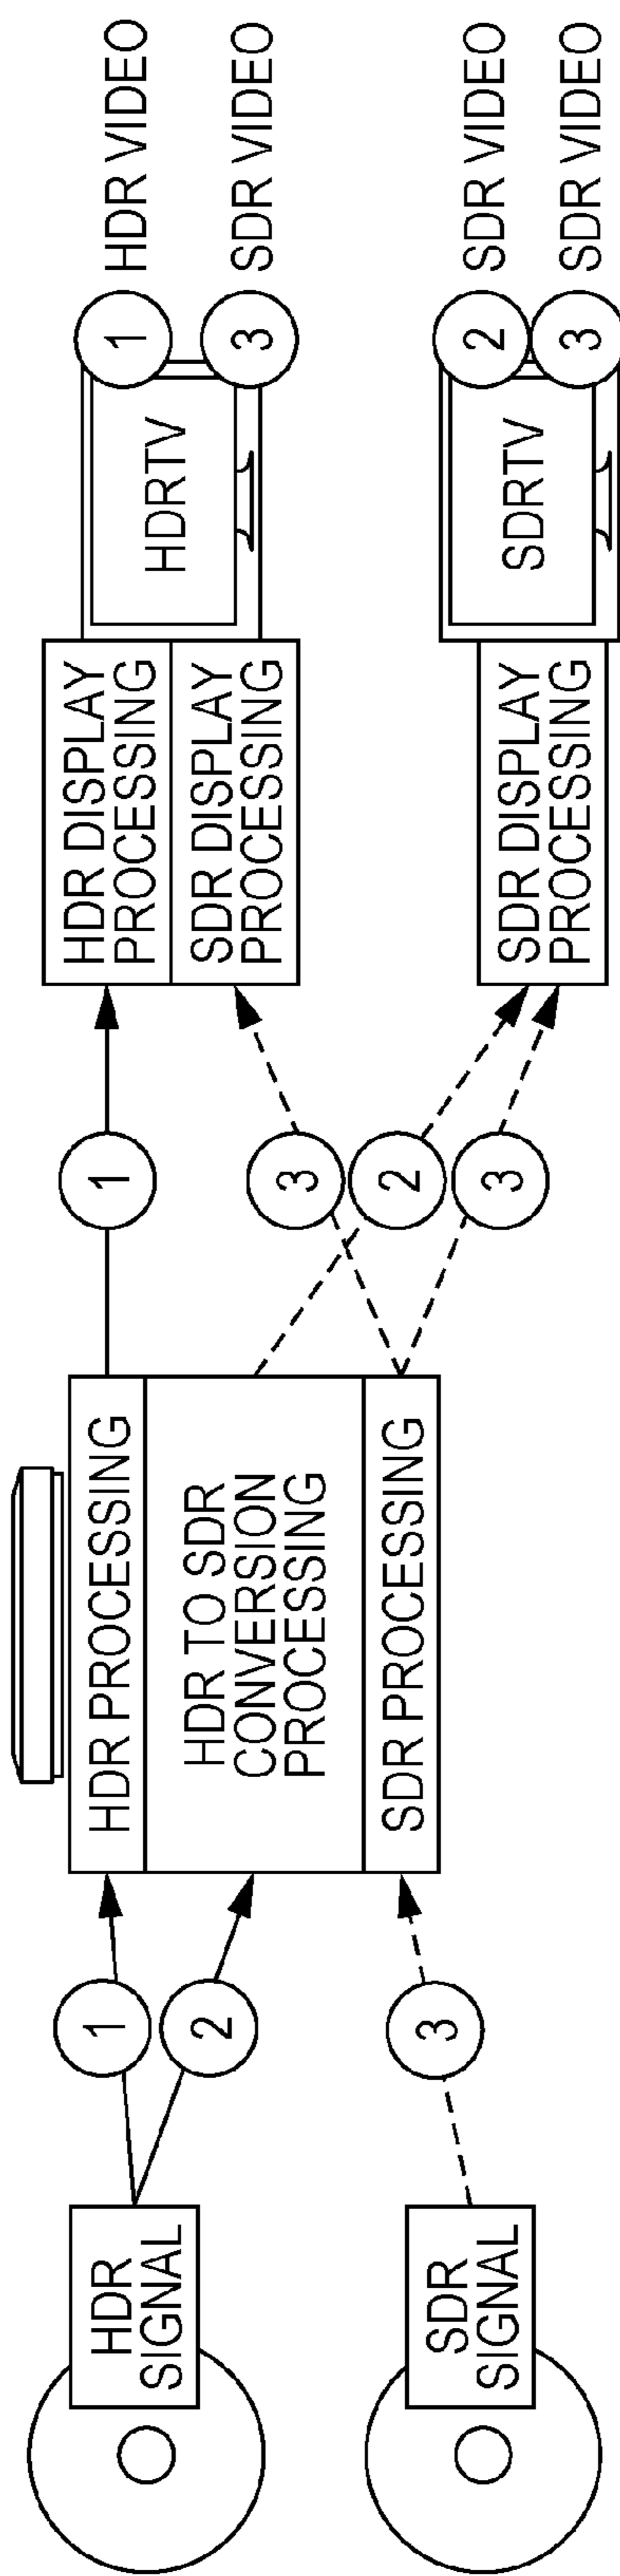 HDR
SIGNAL
SDR
SIGNAL
1
2
3
HDR PROCESSING
HDR TO SDR
CONVERSION
PROCESSING
SDR PROCESSING
1
3
2
3
HDR DISPLAY
PROCESSING
SDR DISPLAY
PROCESSING
SDR DISPLAY
PROCESSING
HDRTV
SDRTV
1 HDR VIDEO
3 SDR VIDEO
2 SDR VIDEO
3 SDR VIDEO